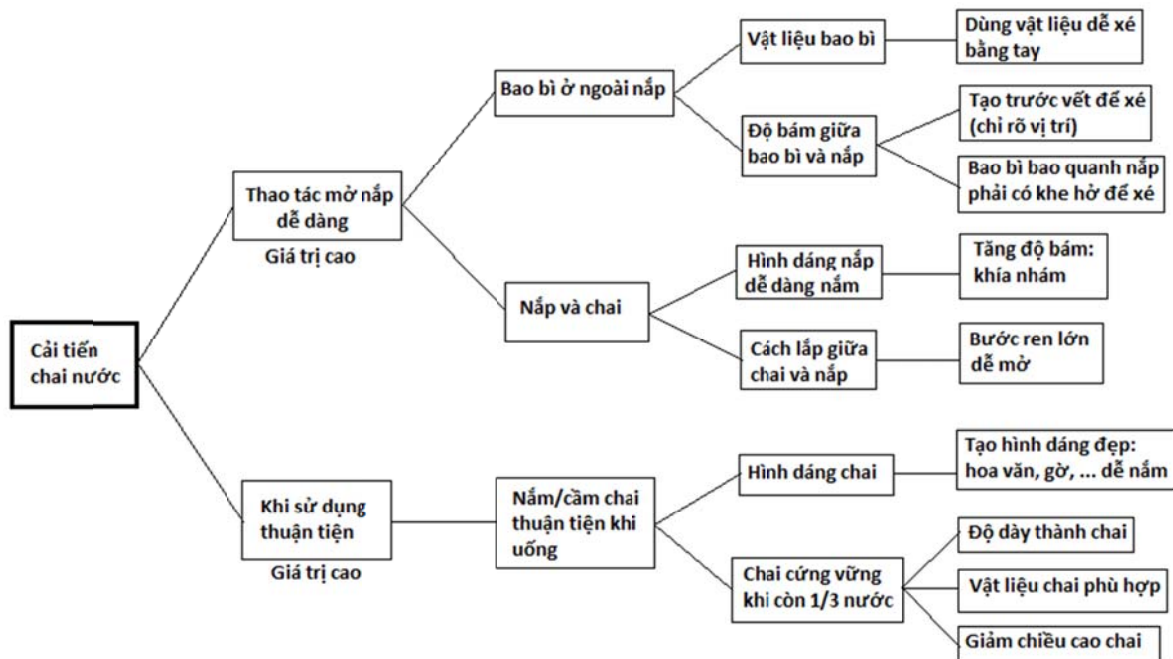 Cải tiến
chai nước
Thao tác mở nắp
dễ dàng
Giá trị cao
Bao bì ở ngoài nắp
Vật liệu bao bì
Dùng vật liệu dễ xé
bằng tay
Độ bám giữa
bao bì và nắp
Tạo trước vết để xé
(chỉ rõ vị trí)
Bao bì bao quanh nắp
phải có khe hở để xé
Nắp và chai
Hình dáng nắp
dễ dàng nắm
Tăng độ bám:
khía nhám
Cách lắp giữa
chai và nắp
Bước ren lớn
dễ mở
Khi sử dụng
thuận tiện
Giá trị cao
Nắm/cầm chai
thuận tiện khi
uống
Hình dáng chai
Tạo hình dáng đẹp:
hoa văn, gờ, ... dễ nắm
Chai cứng vững
khi còn 1/3 nước
Độ dày thành chai
Vật liệu chai phù hợp
Giảm chiều cao chai